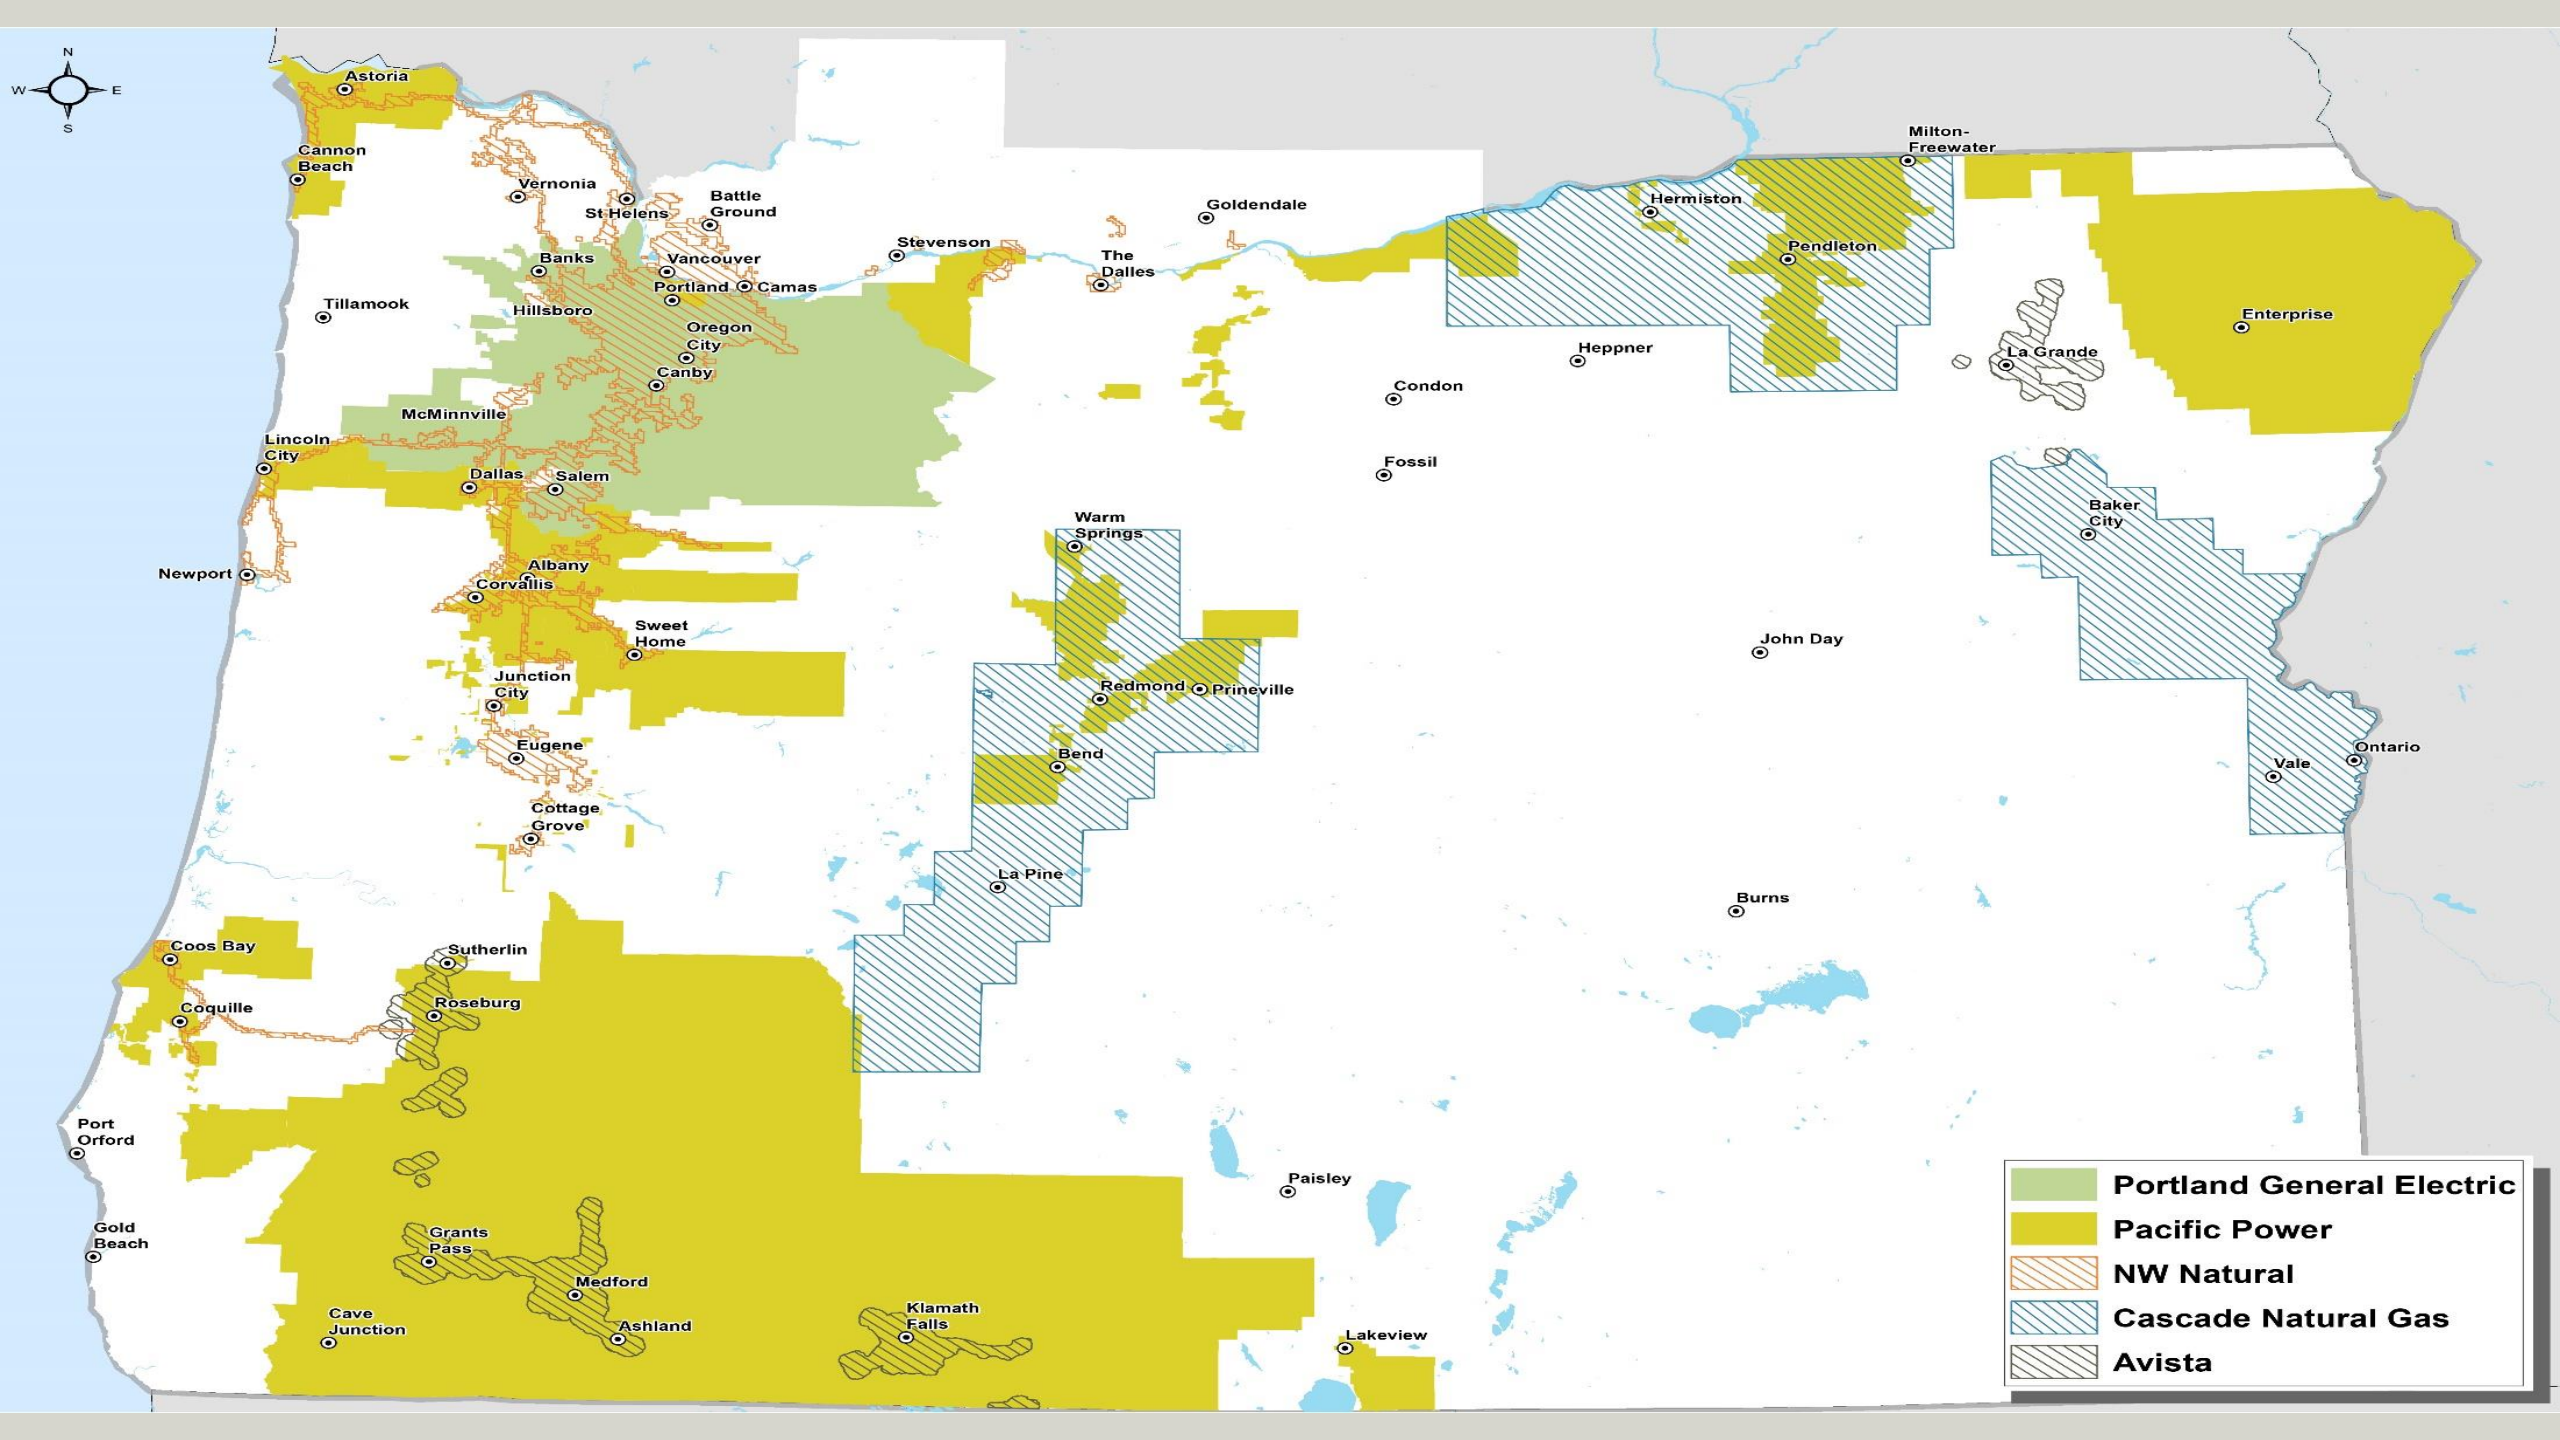 N
W E
S
Astoria
Cannon
Beach
Vernonia
St Helens
Battle
Ground
Milton-
Freewater
Hermiston
Goldendale
Stevenson
The
Dalles
Pendleton
Banks
Vancouver
Portland
Camas
Hillsboro
Tillamook
Oregon
City
Canby
Enterprise
La Grande
Heppner
Condon
McMinnville
Lincoln
City
Dallas
Salem
Fossil
Warm
Springs
Baker
City
Newport
Albany
Corvallis
Sweet
Home
John Day
Junction
City
Redmond
Prineville
Eugene
Bend
Ontario
Vale
Cottage
Grove
La Pine
Burns
Coos Bay
Sutherlin
Roseburg
Coquille
Port
Orford
Paisley
Gold
Beach
Grants
Pass
Medford
Cave
Junction
Ashland
Klamath
Falls
Lakeview
Portland General Electric
Pacific Power
NW Natural
Cascade Natural Gas
Avista